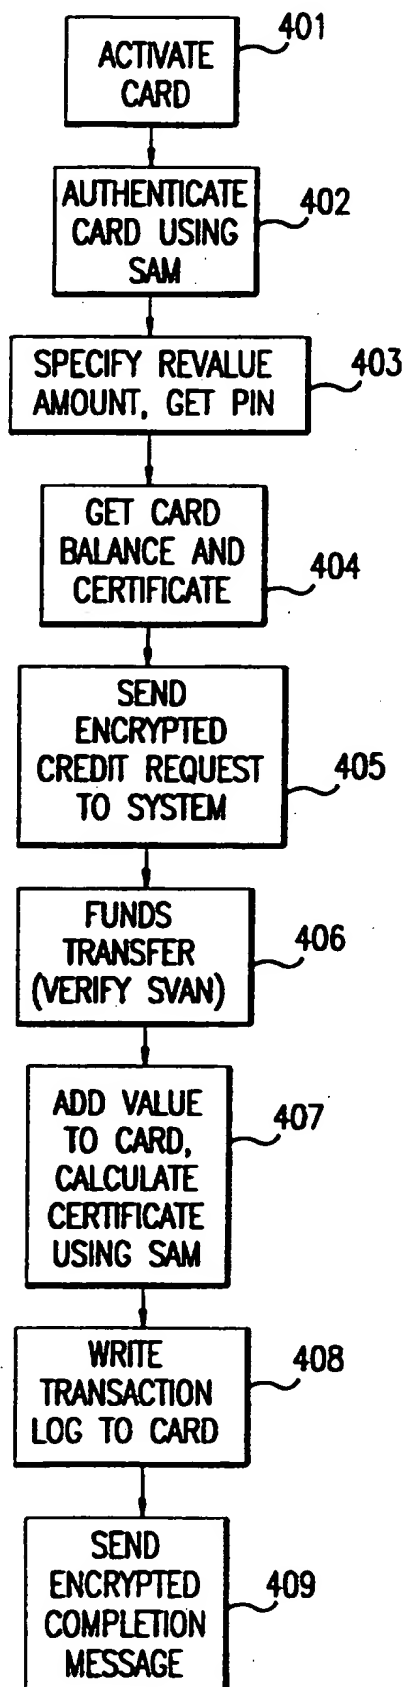 ACTIVATE
CARD
401
AUTHENTICATE
CARD USING
SAM
402
SPECIFY REVALUE
AMOUNT, GET PIN
403
GET CARD
BALANCE AND
CERTIFICATE
404
SEND
ENCRYPTED
CREDIT REQUEST
TO SYSTEM
405
FUNDS
TRANSFER
(VERIFY SVAN)
406
ADD VALUE
TO CARD,
CALCULATE
CERTIFICATE
USING SAM
407
WRITE
TRANSACTION
LOG TO CARD
408
SEND
ENCRYPTED
COMPLETION
MESSAGE
409